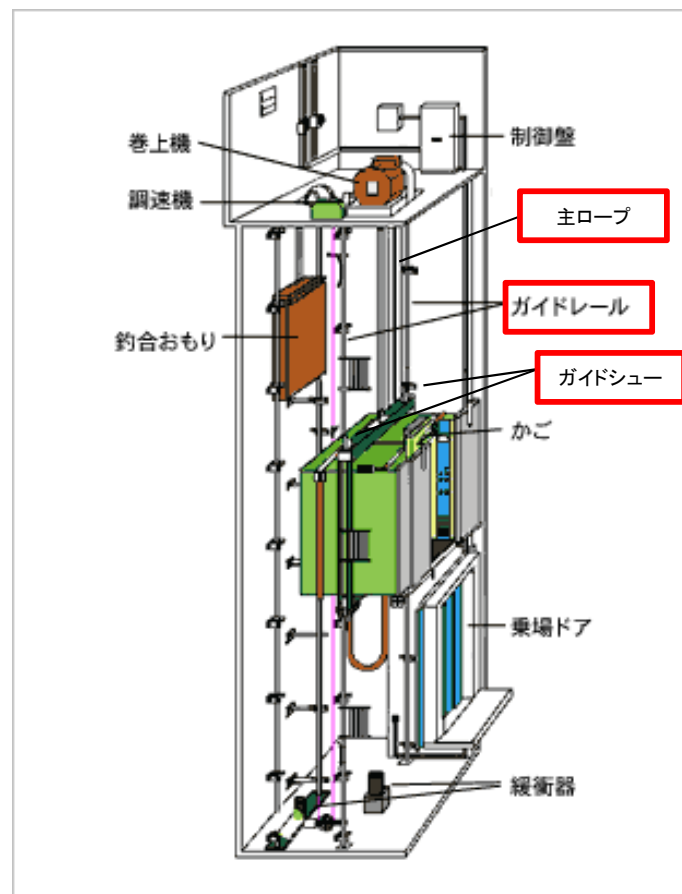 巻上機
制御盤
調速機
主ロープ
ガイドレール
釣合おもり
ガイドシュー
かご
乗場ドア
緩衝器